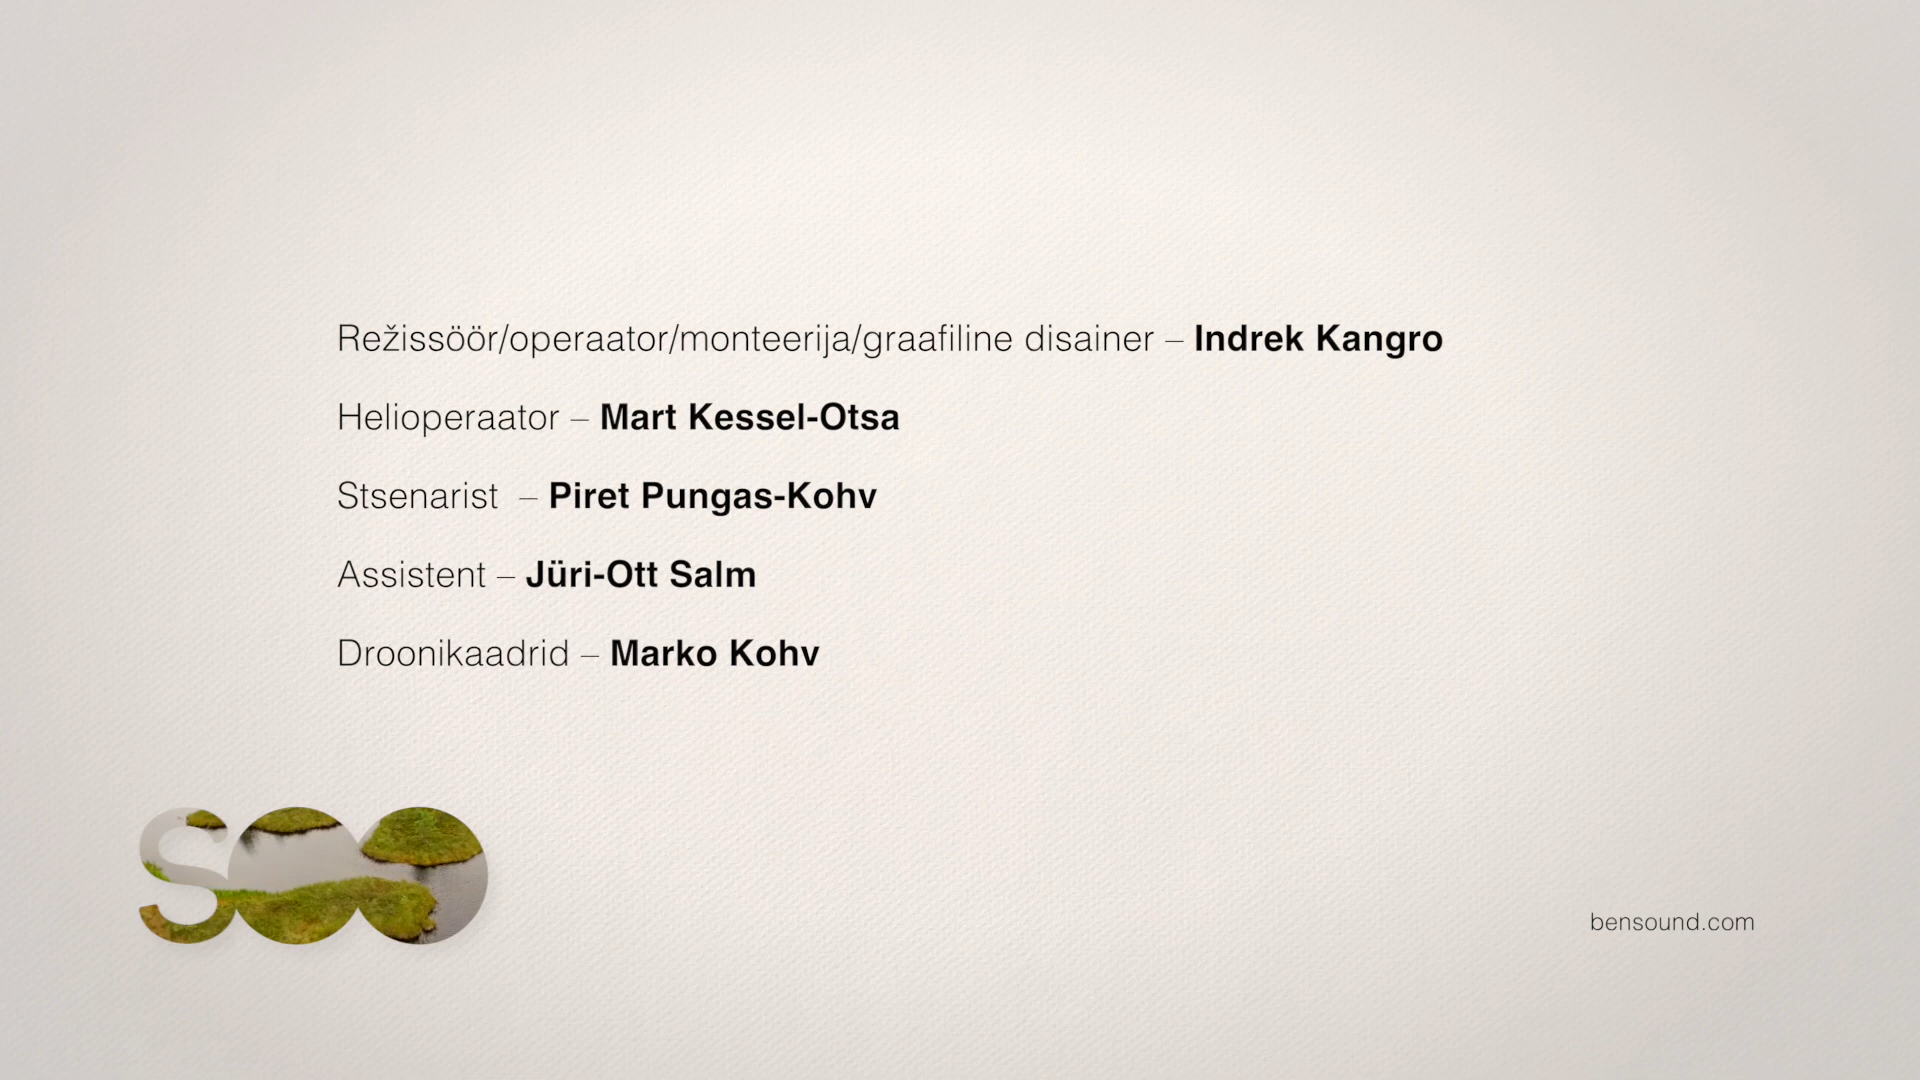 Režissöör/operaator/monteerija/graafiline disainer – Indrek Kangro
Helioperaator – Mart Kessel-Otsa
Stsenarist – Piret Pungas-Kohv
Assistent – Jüri-Ott Salm
Droonikaadrid – Marko Kohv
soo
bensound.com